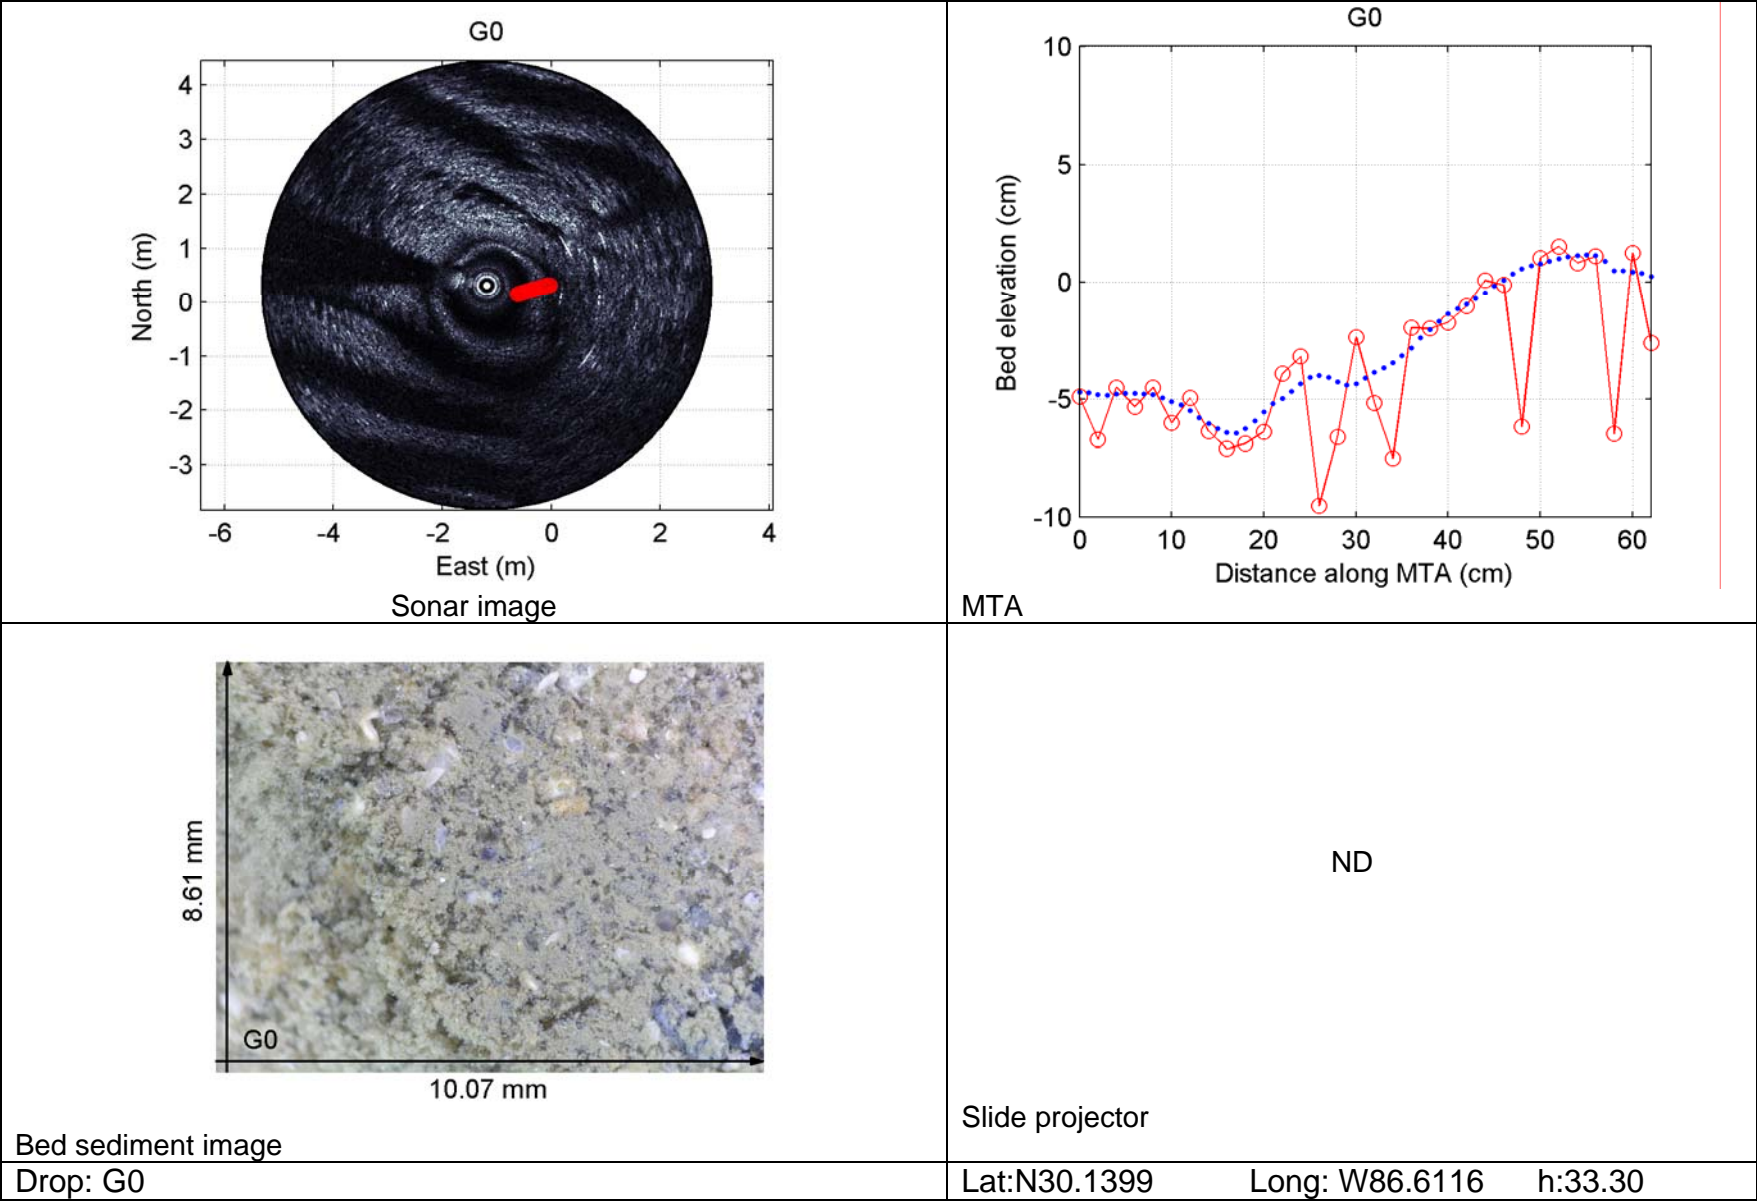 G0
4
3
2
1
0
-1
-2
-3
North (m)
-6 -4 -2 0 2 4
East (m)
Sonar image
G0
10
5
0
-5
-10
Bed elevation (cm)
0 10 20 30 40 50 60
Distance along MTA (cm)
MTA
8.61 mm
G0
10.07 mm
Bed sediment image
ND
Slide projector
Drop: G0
Lat:N30.1399 Long: W86.6116 h:33.30